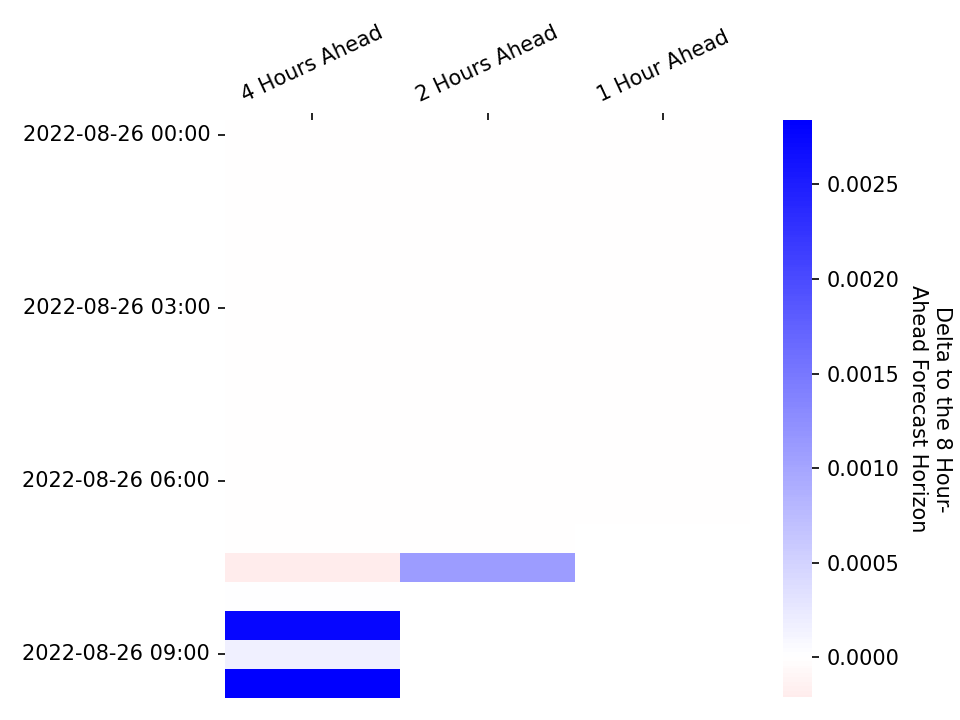 4 Hours Ahead
2 Hours Ahead
1 Hour Ahead
2022-08-26 00:00
2022-08-26 03:00
2022-08-26 06:00
2022-08-26 09:00
0.0025
0.0020
0.0015
0.0010
0.0005
0.0000
Delta to the 8 Hour-
Ahead Forecast Horizon